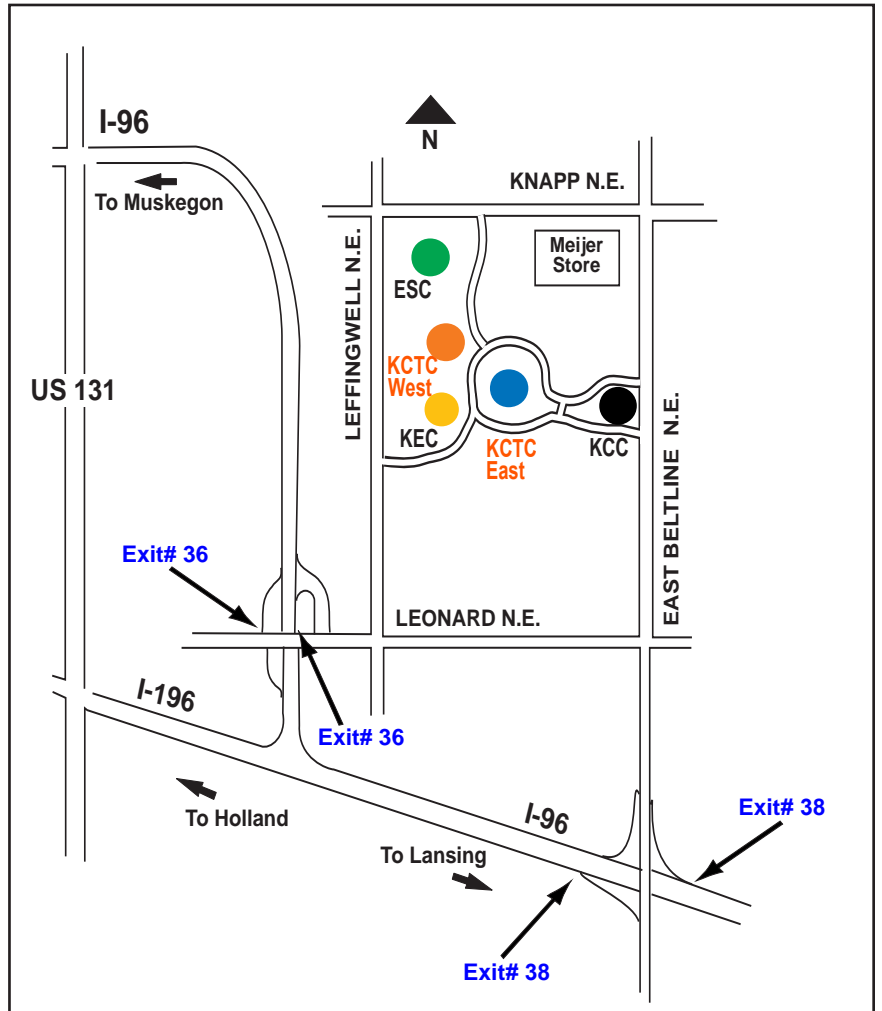 I-96
N
KNAPP N.E.
To Muskegon
Meijer
Store
LEFFINGWELL N.E.
ESC
KCTC
West
US 131
KEC
KCTC
East
KCC
EAST BELTLINE N.E.
Exit# 36
LEONARD N.E.
I-196
Exit# 36
To Holland
I-96
Exit# 38
To Lansing
Exit# 38